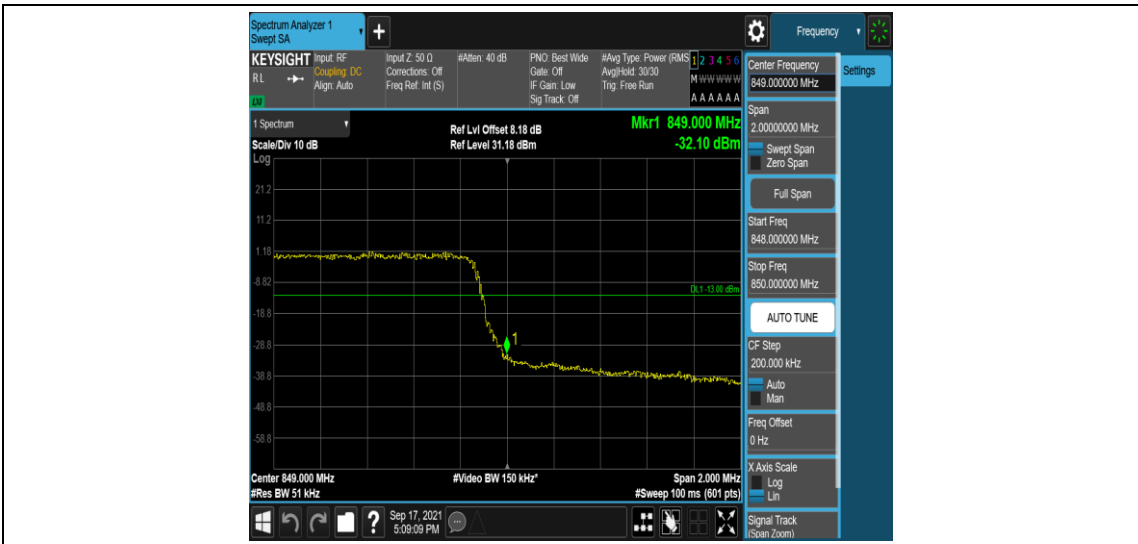 Spectrum Analyzer 1
Swept SA
+
Frequency
KEYSIGHT
RL
LXI
Input: RF
Coupling: DC
Align: Auto
Input Z: 50 Ω
Corrections: Off
Freq Ref: Int (S)
#Atten: 40 dB
PNO: Best Wide
Gate: Off
IF Gain: Low
Sig Track: Off
#Avg Type: Power (RMS
Avg|Hold: 30/30
Trig: Free Run
1 2 3 4 5 6
M W W W W W
A A A A A A
1 Spectrum
Scale/Div 10 dB
Ref Lvl Offset 8.18 dB
Ref Level 31.18 dBm
Mkr1 849.000 MHz
-32.10 dBm
Log
21.2
11.2
1.18
-8.82
-18.8
-28.8
-38.8
-48.8
-58.8
DL1 -13.00 dBm
1
Center 849.000 MHz
#Res BW 51 kHz
#Video BW 150 kHz*
Span 2.000 MHz
#Sweep 100 ms (601 pts)
?
Sep 17, 2021
5:09:09 PM
Center Frequency
849.000000 MHz
Settings
Span
2.00000000 MHz
Swept Span
Zero Span
Full Span
Start Freq
848.000000 MHz
Stop Freq
850.000000 MHz
AUTO TUNE
CF Step
200.000 kHz
Auto
Man
Freq Offset
0 Hz
X Axis Scale
Log
Lin
Signal Track
(Span Zoom)